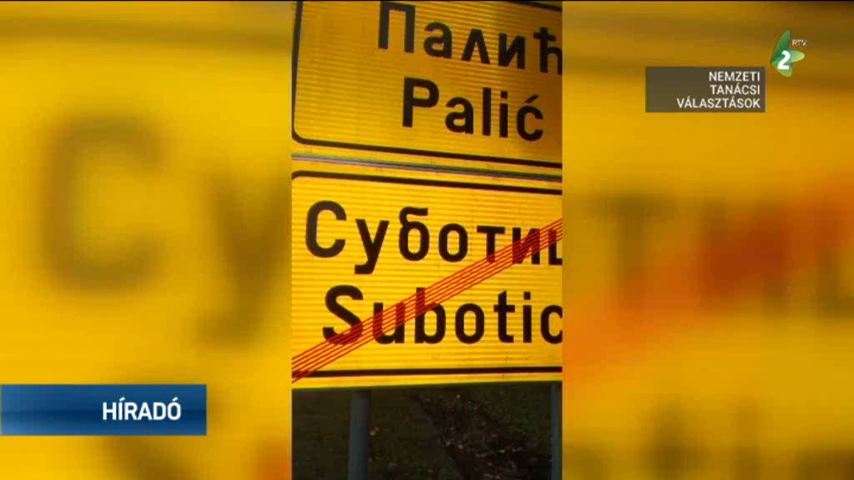 Палић
Palić
RTV
2
NEMZETI
TANÁCSI
VÁLASZTÁSOK
Суботиц
Subotic
HÍRADÓ